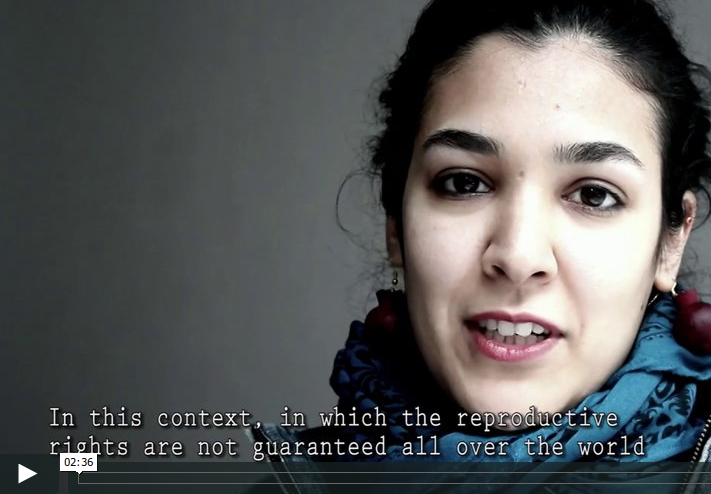 In this context, in which the reproductive
rights are not guaranteed all over the world
02:36